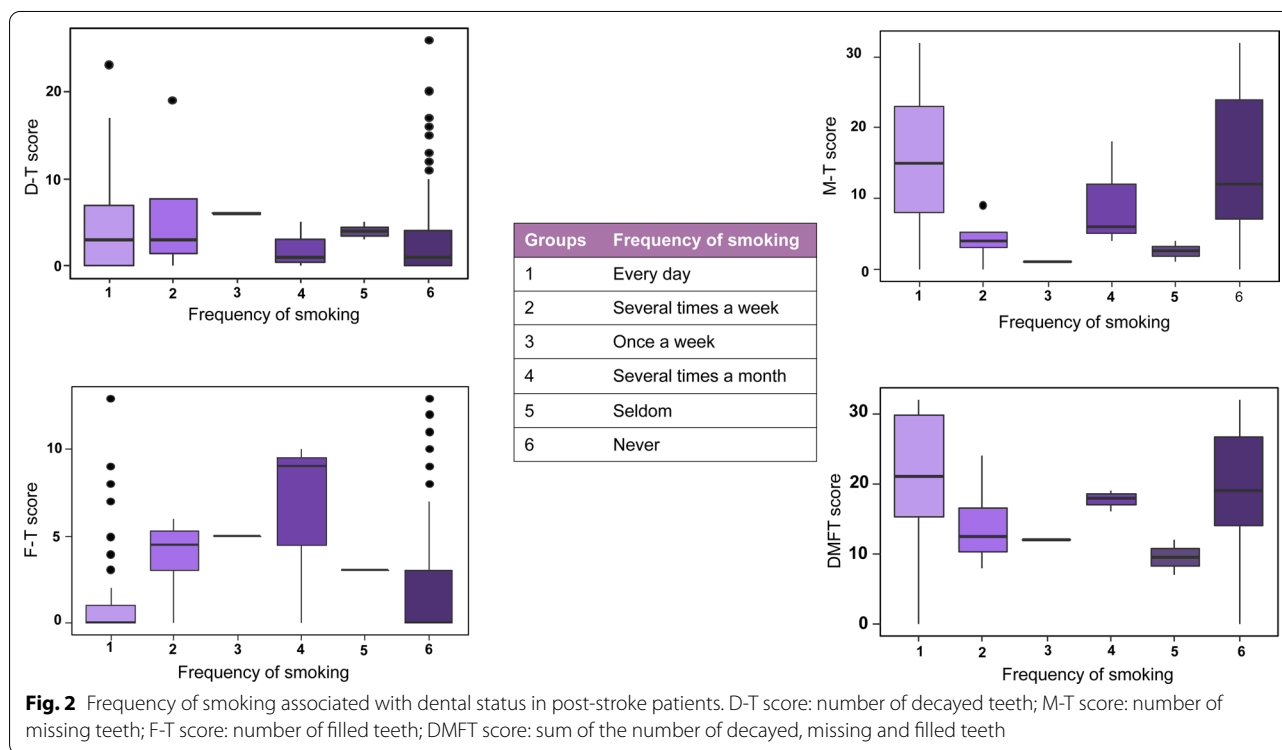 D-T score
20
10
0
1 2 3 4 5 6
Frequency of smoking
M-T score
30
20
10
0
1 2 3 4 5 6
Frequency of smoking
Groups Frequency of smoking
1 Every day
2 Several times a week
3 Once a week
4 Several times a month
5 Seldom
6 Never
F-T score
10
5
0
1 2 3 4 5 6
Frequency of smoking
DMFT score
30
20
10
0
1 2 3 4 5 6
Frequency of smoking
Fig. 2 Frequency of smoking associated with dental status in post-stroke patients. D-T score: number of decayed teeth; M-T score: number of
missing teeth; F-T score: number of filled teeth; DMFT score: sum of the number of decayed, missing and filled teeth